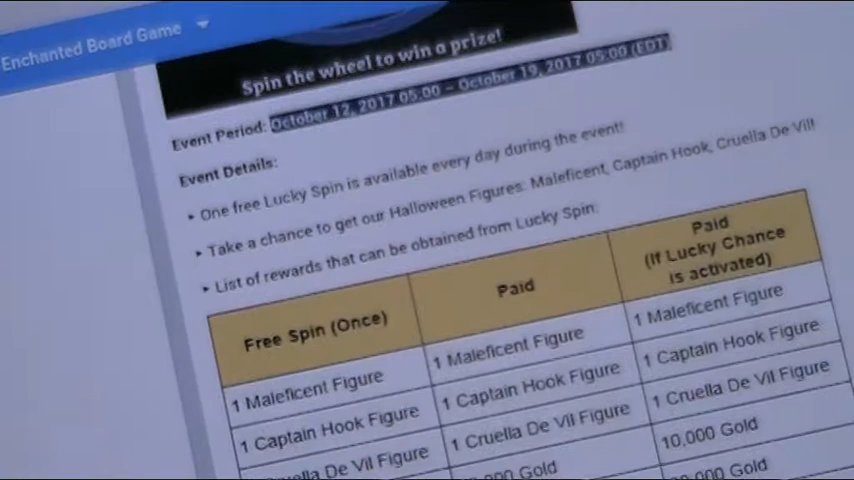 Enchanted Board Game
Spin the wheel to win a prize!
Event Period: October 12, 2017 05:00 – October 19, 2017 05:00 (EDT)
Event Details:
• One free Lucky Spin is available every day during the event!
• Take a chance to get our Halloween Figures: Maleficent, Captain Hook, Cruella De Vil!
• List of rewards that can be obtained from Lucky Spin:
Free Spin (Once) Paid Paid (If Lucky Chance is activated)
1 Maleficent Figure 1 Maleficent Figure 1 Maleficent Figure
1 Captain Hook Figure 1 Captain Hook Figure 1 Captain Hook Figure
De Vil Figure 1 Cruella De Vil Figure 1 Cruella De Vil Figure
Gold 10,000 Gold
Gold